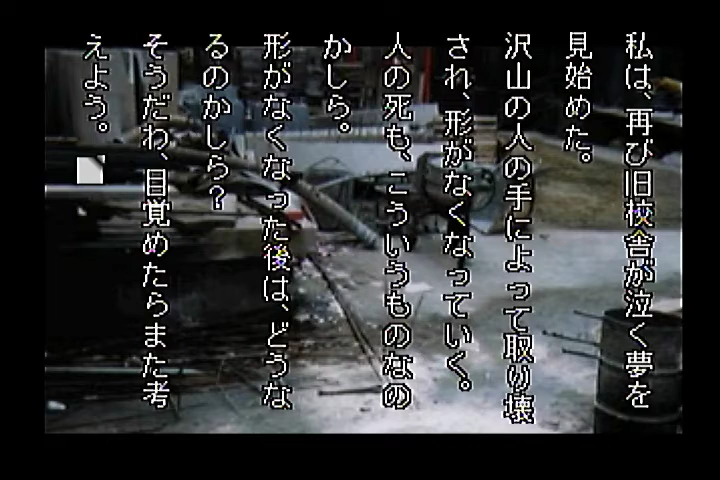 私は、再び旧校舎が泣く夢を
見始めた。
沢山の人の手によって取り壊
され、形がなくなっていく。
人の死も、こういうものなの
かしら。
形がなくなった後は、どうな
るのかしら？
そうだわ、目覚めたらまた考
えよう。